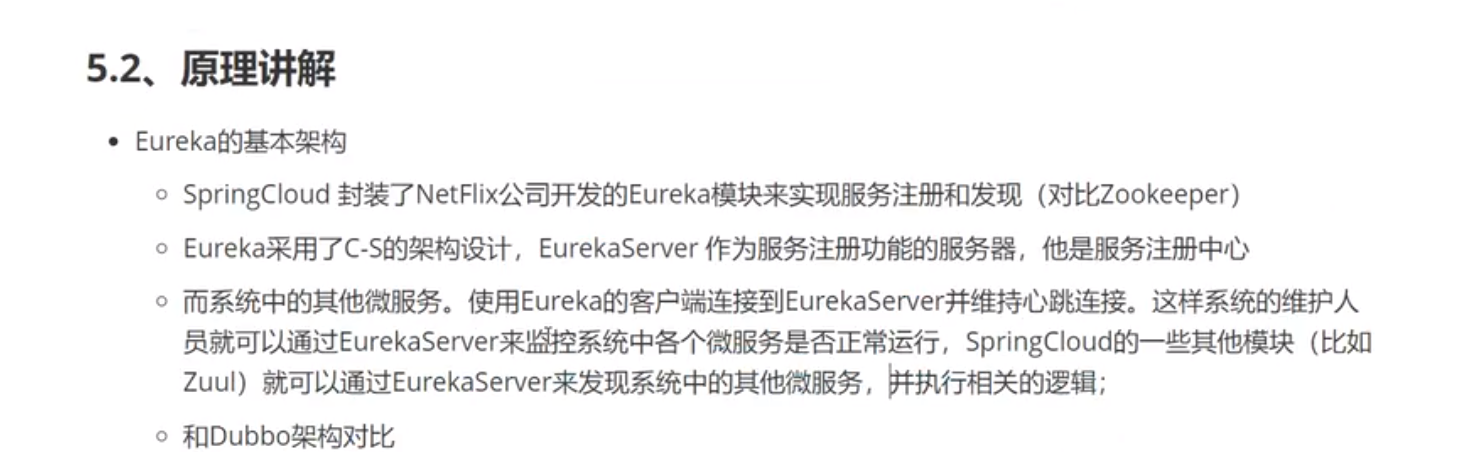 5.2、原理讲解
Eureka的基本架构
SpringCloud 封装了NetFlix公司开发的Eureka模块来实现服务注册和发现（对比Zookeeper）
Eureka采用了C-S的架构设计，EurekaServer 作为服务注册功能的服务器，他是服务注册中心
而系统中的其他微服务。使用Eureka的客户端连接到EurekaServer并维持心跳连接。这样系统的维护人
员就可以通过EurekaServer来监控系统中各个微服务是否正常运行，SpringCloud的一些其他模块（比如
Zuul）就可以通过EurekaServer来发现系统中的其他微服务，并执行相关的逻辑；
和Dubbo架构对比